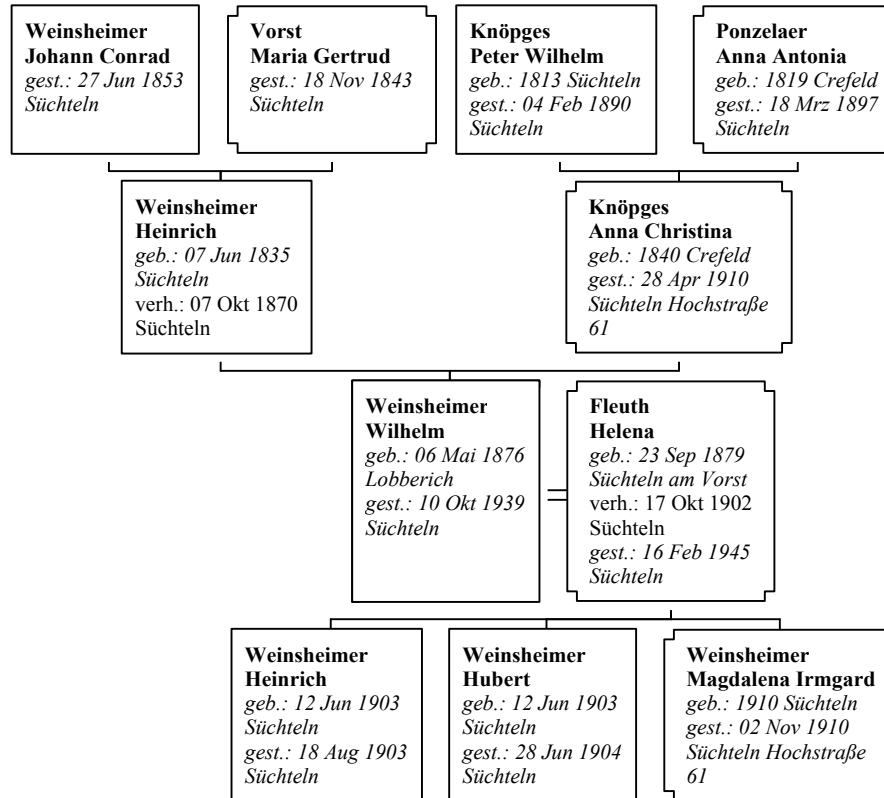 Weinsheimer
Johann Conrad
gest.: 27 Jun 1853
Süchteln
Vorst
Maria Gertrud
gest.: 18 Nov 1843
Süchteln
Knöpges
Peter Wilhelm
geb.: 1813 Süchteln
gest.: 04 Feb 1890
Süchteln
Ponzelaer
Anna Antonia
geb.: 1819 Crefeld
gest.: 18 Mrz 1897
Süchteln
Weinsheimer
Heinrich
geb.: 07 Jun 1835
Süchteln
verh.: 07 Okt 1870
Süchteln
Knöpges
Anna Christina
geb.: 1840 Crefeld
gest.: 28 Apr 1910
Süchteln Hochstraße
61
Weinsheimer
Wilhelm
geb.: 06 Mai 1876
Lobberich
gest.: 10 Okt 1939
Süchteln
Fleuth
Helena
geb.: 23 Sep 1879
Süchteln am Vorst
verh.: 17 Okt 1902
Süchteln
gest.: 16 Feb 1945
Süchteln
Weinsheimer
Heinrich
geb.: 12 Jun 1903
Süchteln
gest.: 18 Aug 1903
Süchteln
Weinsheimer
Hubert
geb.: 12 Jun 1903
Süchteln
gest.: 28 Jun 1904
Süchteln
Weinsheimer
Magdalena Irmgard
geb.: 1910 Süchteln
gest.: 02 Nov 1910
Süchteln Hochstraße
61